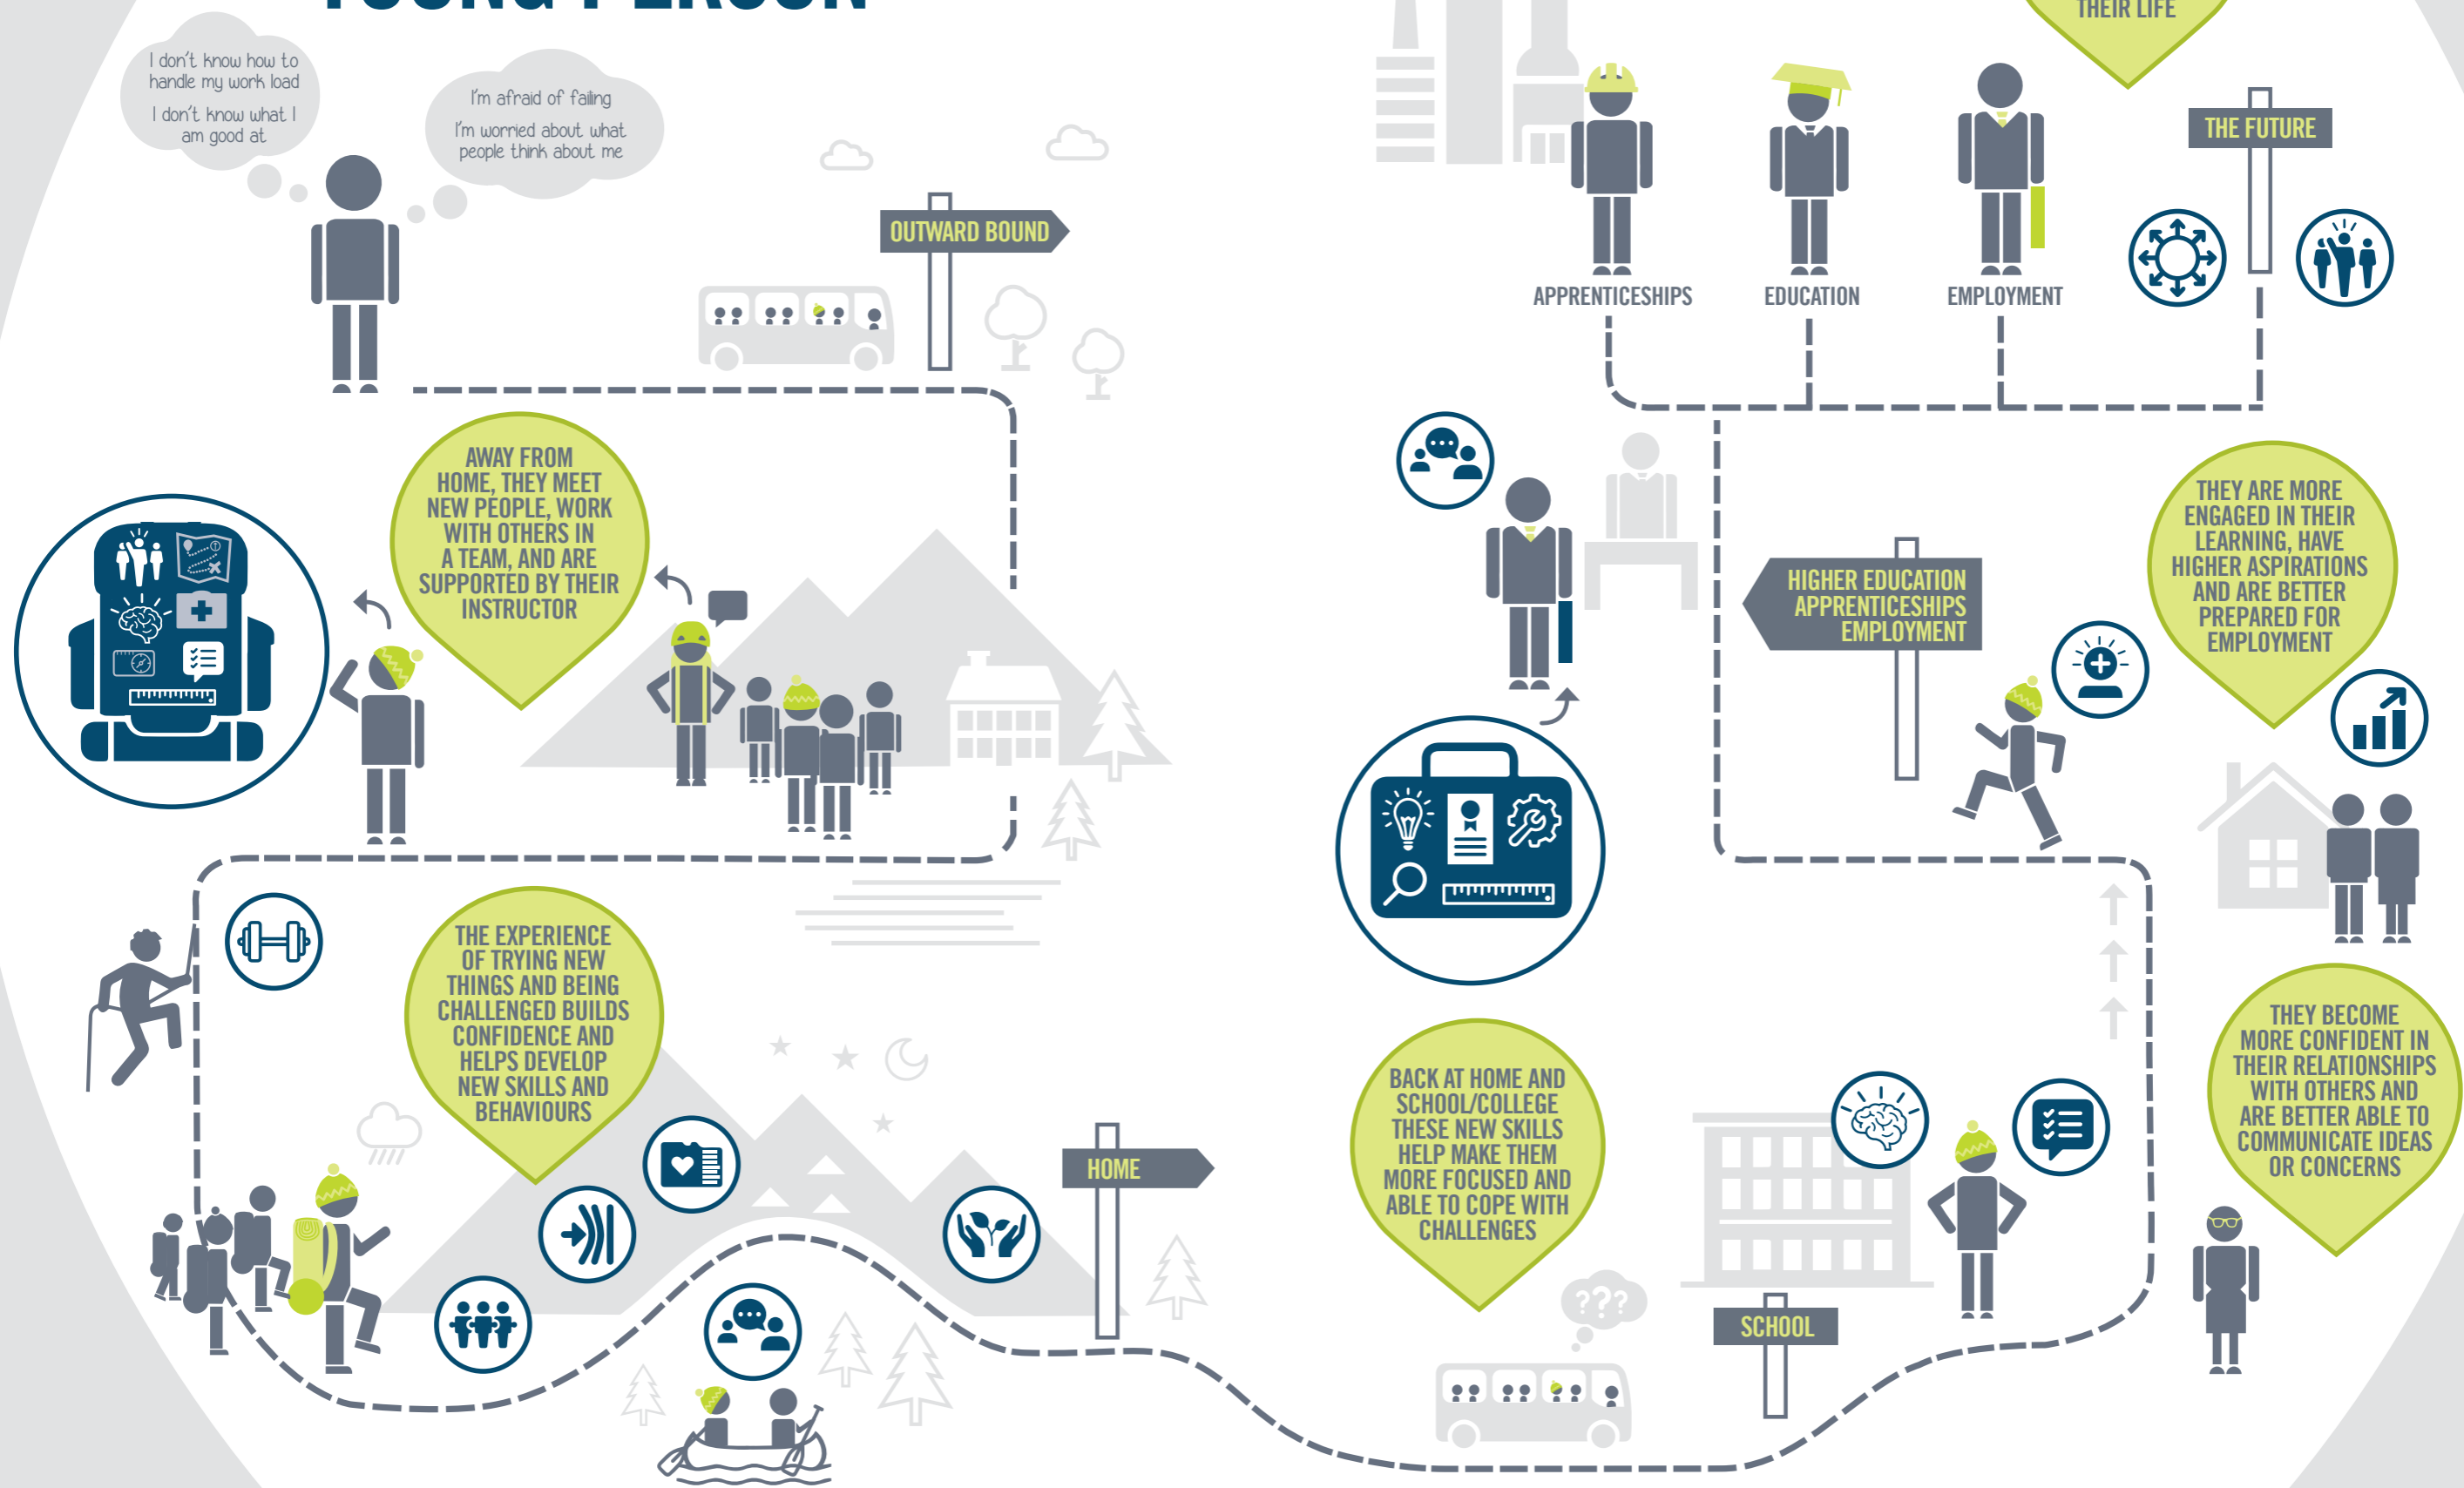 YOUNG PERSON
I don't know how to
handle my work load
I don't know what I
am good at
I'm afraid of failing
I'm worried about what
people think about me
OUTWARD BOUND
AWAY FROM
HOME, THEY MEET
NEW PEOPLE, WORK
WITH OTHERS IN
A TEAM, AND ARE
SUPPORTED BY THEIR
INSTRUCTOR
THE EXPERIENCE
OF TRYING NEW
THINGS AND BEING
CHALLENGED BUILDS
CONFIDENCE AND
HELPS DEVELOP
NEW SKILLS AND
BEHAVIOURS
HOME
BACK AT HOME AND
SCHOOL/COLLEGE
THESE NEW SKILLS
HELP MAKE THEM
MORE FOCUSED AND
ABLE TO COPE WITH
CHALLENGES
???
SCHOOL
THEY BECOME
MORE CONFIDENT IN
THEIR RELATIONSHIPS
WITH OTHERS AND
ARE BETTER ABLE TO
COMMUNICATE IDEAS
OR CONCERNS
THEY ARE MORE
ENGAGED IN THEIR
LEARNING, HAVE
HIGHER ASPIRATIONS
AND ARE BETTER
PREPARED FOR
EMPLOYMENT
HIGHER EDUCATION
APPRENTICESHIPS
EMPLOYMENT
APPRENTICESHIPS
EDUCATION
EMPLOYMENT
THE FUTURE
THEIR LIFE